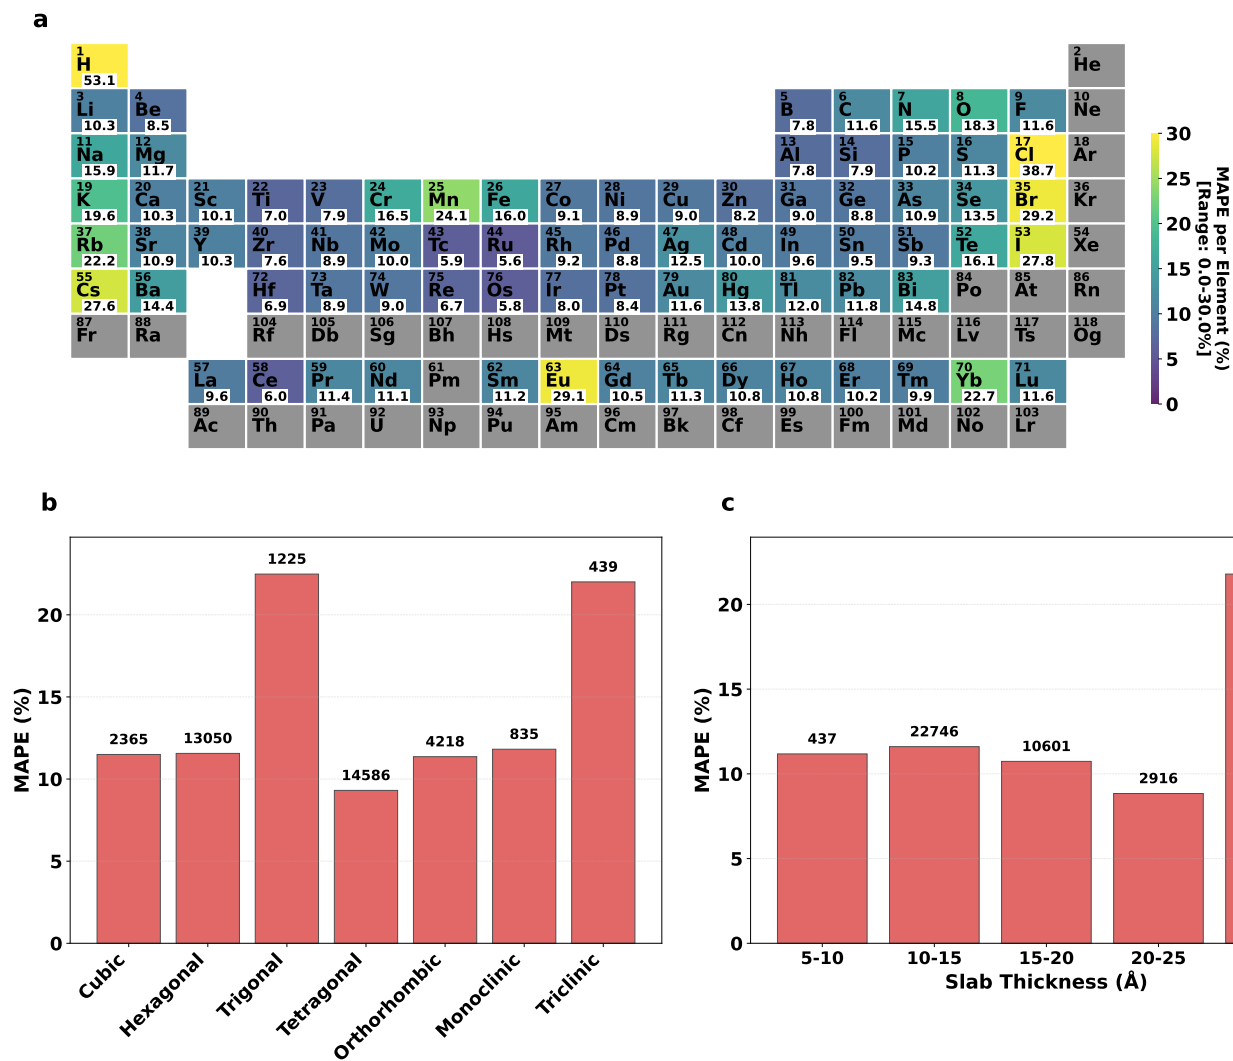 a
1 2
H He
53.1
3 4 5 6 7 8 9 10
Li Be B C N O F Ne
10.3 8.5 7.8 11.6 15.5 18.3 11.6
11 12 13 14 15 16 17 18
Na Mg Al Si P S Cl Ar
15.9 11.7 7.8 7.9 10.2 11.3 38.7
19 20 21 22 23 24 25 26 27 28 29 30 31 32 33 34 35 36
K Ca Sc Ti V Cr Mn Fe Co Ni Cu Zn Ga Ge As Se Br Kr
19.6 10.3 10.1 7.0 7.9 16.5 24.1 16.0 9.1 8.9 9.0 8.2 9.0 8.8 10.9 13.5 29.2
37 38 39 40 41 42 43 44 45 46 47 48 49 50 51 52 53 54
Rb Sr Y Zr Nb Mo Tc Ru Rh Pd Ag Cd In Sn Sb Te I Xe
22.2 10.9 10.3 7.6 8.9 10.0 5.9 5.6 9.2 8.8 12.5 10.0 9.6 9.5 9.3 16.1 27.8
55 56 72 73 74 75 76 77 78 79 80 81 82 83 84 85 86
Cs Ba Hf Ta W Re Os Ir Pt Au Hg Tl Pb Bi Po At Rn
27.6 14.4 6.9 8.9 9.0 6.7 5.8 8.0 8.4 11.6 13.8 12.0 11.8 14.8
87 88 104 105 106 107 108 109 110 111 112 113 114 115 116 117 118
Fr Ra Rf Db Sg Bh Hs Mt Ds Rg Cn Nh Fl Mc Lv Ts Og
57 58 59 60 61 62 63 64 65 66 67 68 69 70 71
La Ce Pr Nd Pm Sm Eu Gd Tb Dy Ho Er Tm Yb Lu
9.6 6.0 11.4 11.1 11.2 29.1 10.5 11.3 10.8 10.8 10.2 9.9 22.7 11.6
89 90 91 92 93 94 95 96 97 98 99 100 101 102 103
Ac Th Pa U Np Pu Am Cm Bk Cf Es Fm Md No Lr
30
25
20
15
10
5
0
MAPE per Element (%)
[Range: 0.0-30.0%]
b
MAPE (%)
20
15
10
5
0
2365 13050 1225 14586 4218 835 439
Cubic
Hexagonal
Trigonal
Tetragonal
Orthorhombic
Monoclinic
Triclinic
c
MAPE (%)
20
15
10
5
0
437 22746 10601 2916
5-10 10-15 15-20 20-25
Slab Thickness (Å)